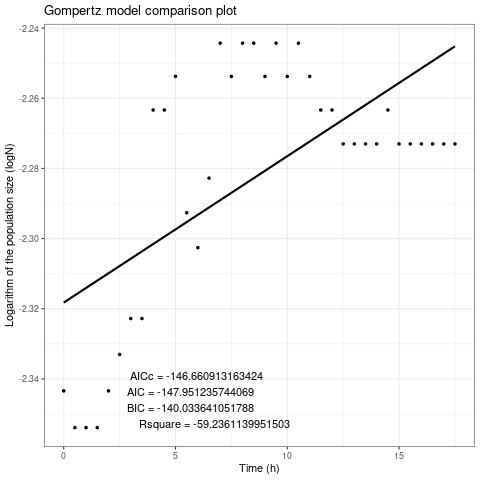 Gompertz model comparison plot
Logarithm of the population size (logN)
-2.24
-2.26
-2.28
-2.30
-2.32
-2.34
AICc = -146.660913163424
AIC = -147.951235744069
BIC = -140.033641051788
Rsquare = -59.2361139951503
0 5 10 15
Time (h)